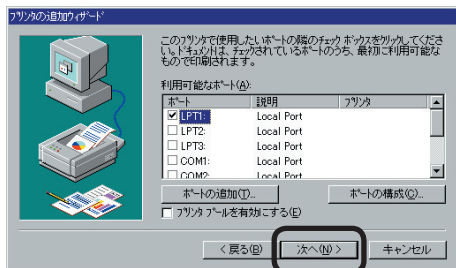 プリンタの追加ウィザード
このプリンタで使用したいポートの隣のチェック ボックスをクリックしてくださ
い。ドキュメントは、チェックされているポートのうち、最初に利用可能な
もので印刷されます。
利用可能なポート(A):
ポート 説明 プリンタ
LPT1: Local Port
LPT2: Local Port
LPT3: Local Port
COM1: Local Port
COM2: Local Port
ポートの追加(T)... ポートの構成(C)...
プリンタ プールを有効にする(E)
< 戻る(B) 次へ(N) > キャンセル